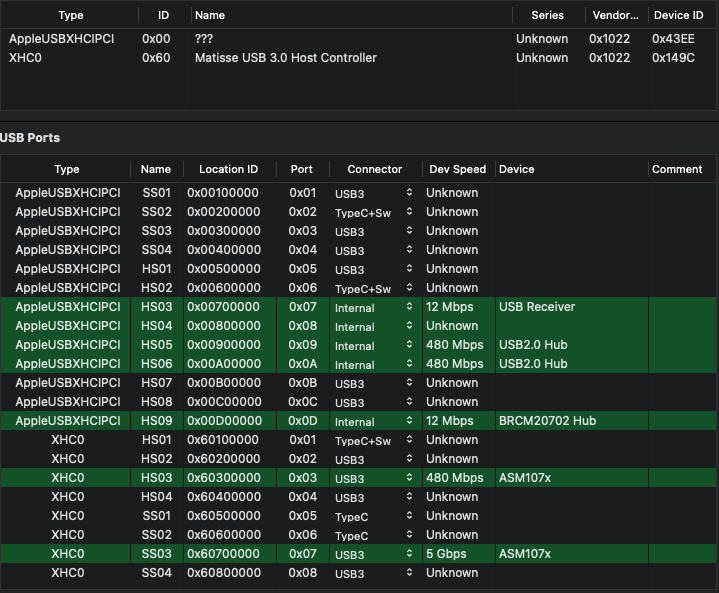 Type ID Name Series Vendor... Device ID
AppleUSBXHCIPCI 0x00 ??? Unknown 0x1022 0x43EE
XHC0 0x60 Matisse USB 3.0 Host Controller Unknown 0x1022 0x149C
USB Ports
Type Name Location ID Port Connector Dev Speed Device Comment
AppleUSBXHCIPCI SS01 0x00100000 0x01 USB3 Unknown
AppleUSBXHCIPCI SS02 0x00200000 0x02 TypeC+Sw Unknown
AppleUSBXHCIPCI SS03 0x00300000 0x03 USB3 Unknown
AppleUSBXHCIPCI SS04 0x00400000 0x04 USB3 Unknown
AppleUSBXHCIPCI HS01 0x00500000 0x05 USB3 Unknown
AppleUSBXHCIPCI HS02 0x00600000 0x06 TypeC+Sw Unknown
AppleUSBXHCIPCI HS03 0x00700000 0x07 Internal 12 Mbps USB Receiver
AppleUSBXHCIPCI HS04 0x00800000 0x08 Internal Unknown
AppleUSBXHCIPCI HS05 0x00900000 0x09 Internal 480 Mbps USB2.0 Hub
AppleUSBXHCIPCI HS06 0x00A00000 0x0A Internal 480 Mbps USB2.0 Hub
AppleUSBXHCIPCI HS07 0x00B00000 0x0B USB3 Unknown
AppleUSBXHCIPCI HS08 0x00C00000 0x0C USB3 Unknown
AppleUSBXHCIPCI HS09 0x00D00000 0x0D Internal 12 Mbps BRCM20702 Hub
XHC0 HS01 0x60100000 0x01 TypeC+Sw Unknown
XHC0 HS02 0x60200000 0x02 USB3 Unknown
XHC0 HS03 0x60300000 0x03 USB3 480 Mbps ASM107x
XHC0 HS04 0x60400000 0x04 USB3 Unknown
XHC0 SS01 0x60500000 0x05 TypeC Unknown
XHC0 SS02 0x60600000 0x06 TypeC Unknown
XHC0 SS03 0x60700000 0x07 USB3 5 Gbps ASM107x
XHC0 SS04 0x60800000 0x08 USB3 Unknown